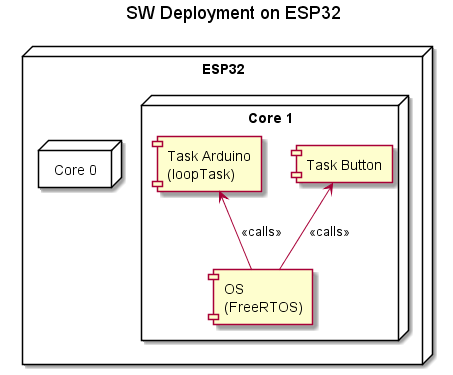 SW Deployment on ESP32
ESP32
Core 1
Core 0
Task Arduino
(loopTask)
Task Button
«calls»
«calls»
OS
(FreeRTOS)